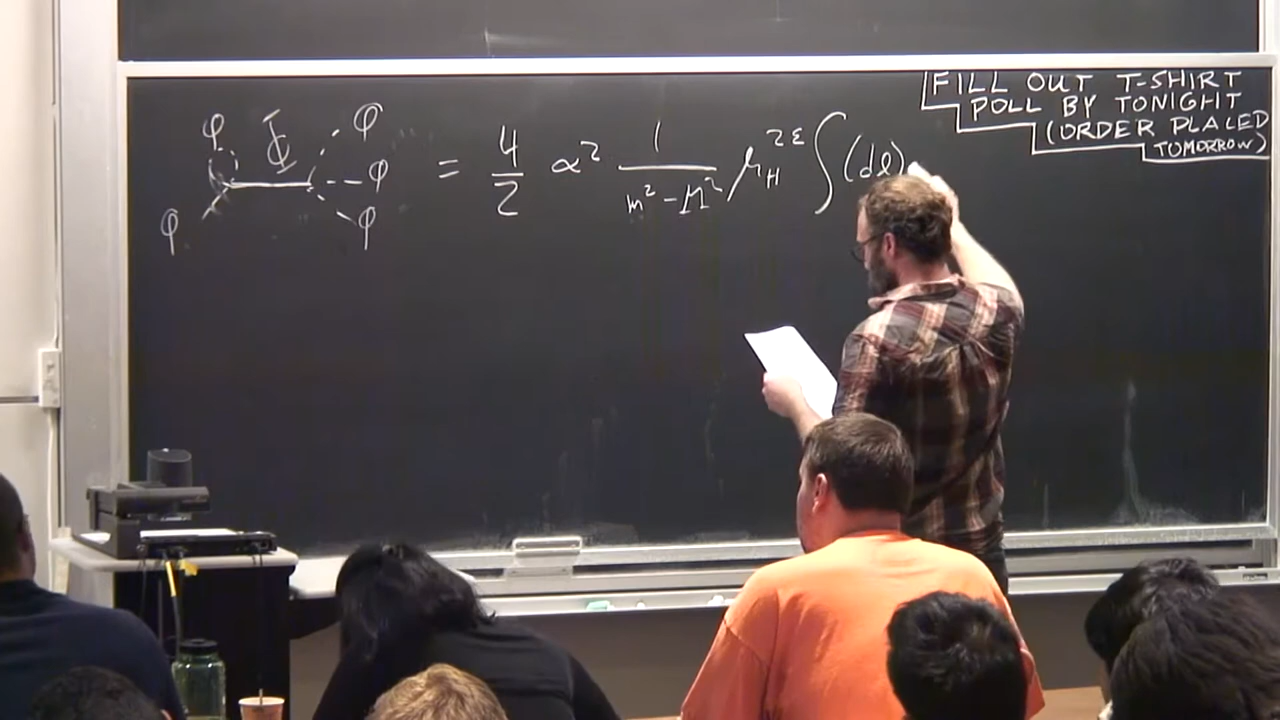 FILL OUT T-SHIRT
POLL BY TONIGHT
(ORDER PLACED
TOMORROW)
φ Φ φ
φ
φ φ
= 4/2 α² 1/(m² - M²) μ_H^{2ε} ∫ (dl)